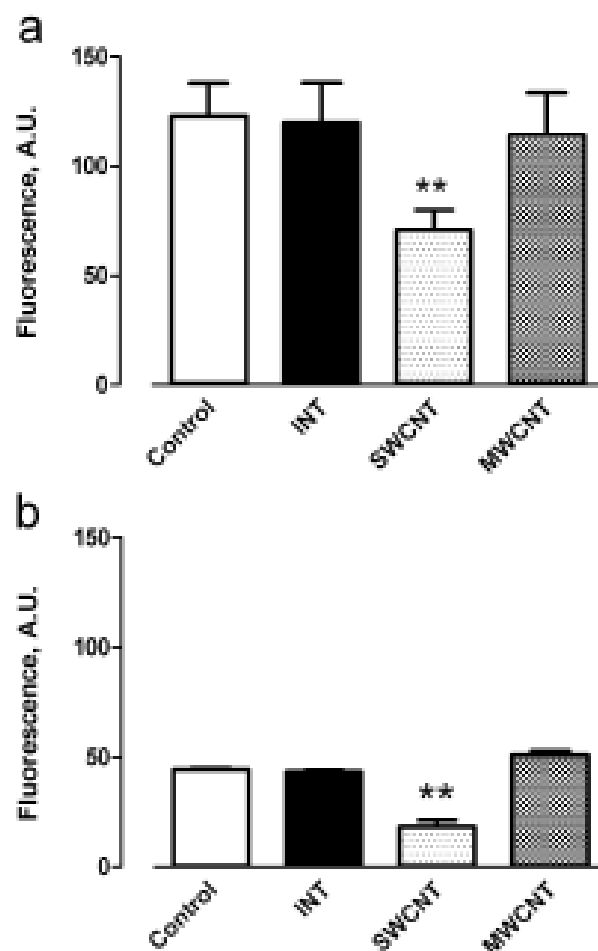 a
Fluorescence, A.U.
150
100
50
0
**
Control
INT
SWCNT
MWCNT
b
Fluorescence, A.U.
150
100
50
0
**
Control
INT
SWCNT
MWCNT